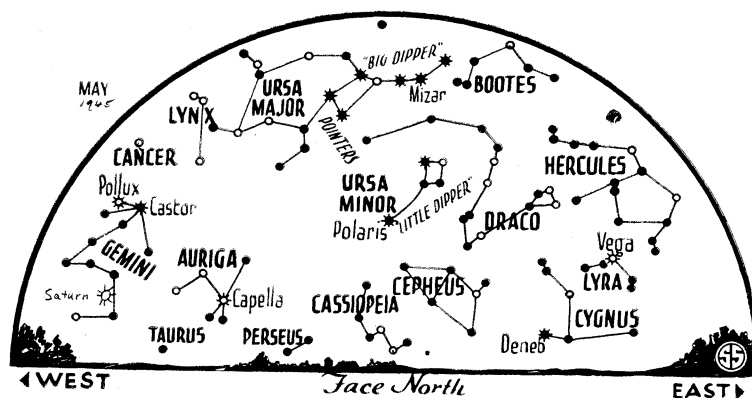 MAY
1945
"BIG DIPPER"
URSA
MAJOR
Mizar
BOOTES
LYNX
POINTERS
CANCER
HERCULES
Pollux
Castor
URSA
MINOR
"LITTLE DIPPER"
Polaris
DRACO
GEMINI
AURIGA
Vega
LYRA
Saturn
Capella
CASSIOPEIA
CEPHEUS
CYGNUS
TAURUS
PERSEUS
Deneb
WEST
Face North
EAST